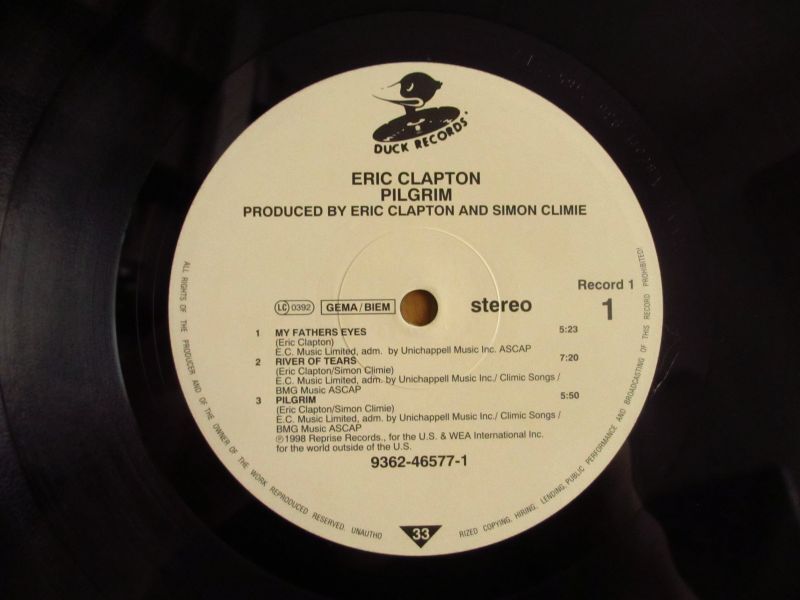 DUCK RECORDS
ERIC CLAPTON
PILGRIM
PRODUCED BY ERIC CLAPTON AND SIMON CLIMIE
LC 0392
GEMA/BIEM
stereo
Record 1
1
1 MY FATHERS EYES 5:23
(Eric Clapton)
E.C. Music Limited, adm. by Unichappell Music Inc. ASCAP
2 RIVER OF TEARS 7:20
(Eric Clapton/Simon Climie)
E.C. Music Limited, adm. by Unichappell Music Inc./ Climic Songs /
BMG Music ASCAP
3 PILGRIM 5:50
(Eric Clapton/Simon Climie)
E.C. Music Limited, adm. by Unichappell Music Inc./ Climic Songs /
BMG Music ASCAP
℗1998 Reprise Records., for the U.S. & WEA International Inc.
for the world outside of the U.S.
9362-46577-1
33
ALL RIGHTS OF THE PRODUCER AND OF THE OWNER OF THE WORK REPRODUCED RESERVED. UNAUTHO
RIZED COPYING, HIRING, LENDING, PUBLIC PERFORMANCE AND BROADCASTING OF THIS RECORD PROHIBITED!